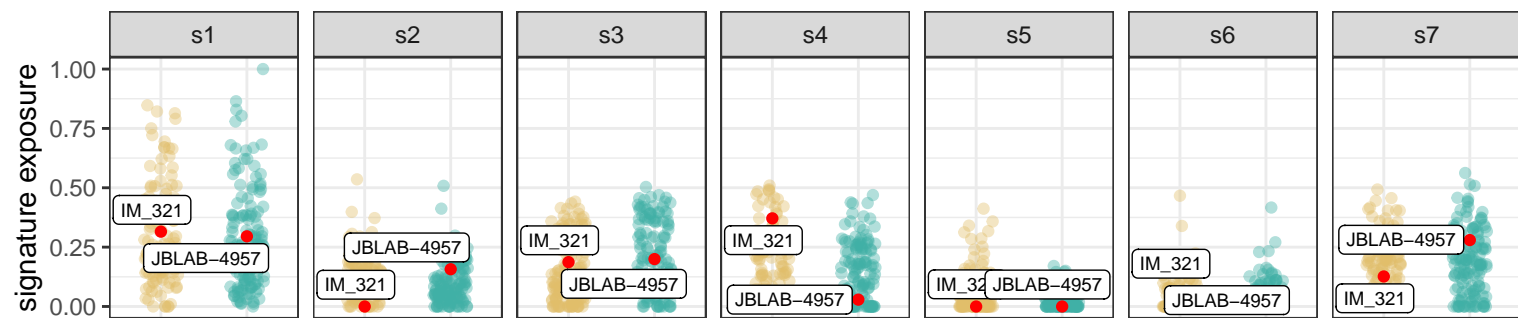 s1 s2 s3 s4 s5 s6 s7
signature exposure
1.00
0.75
0.50
0.25
0.00
IM_321
JBLAB−4957
JBLAB−4957
IM_321
IM_321
JBLAB−4957
IM_321
JBLAB−4957
IM_32
JBLAB−4957
IM_321
JBLAB−4957
JBLAB−4957
IM_321